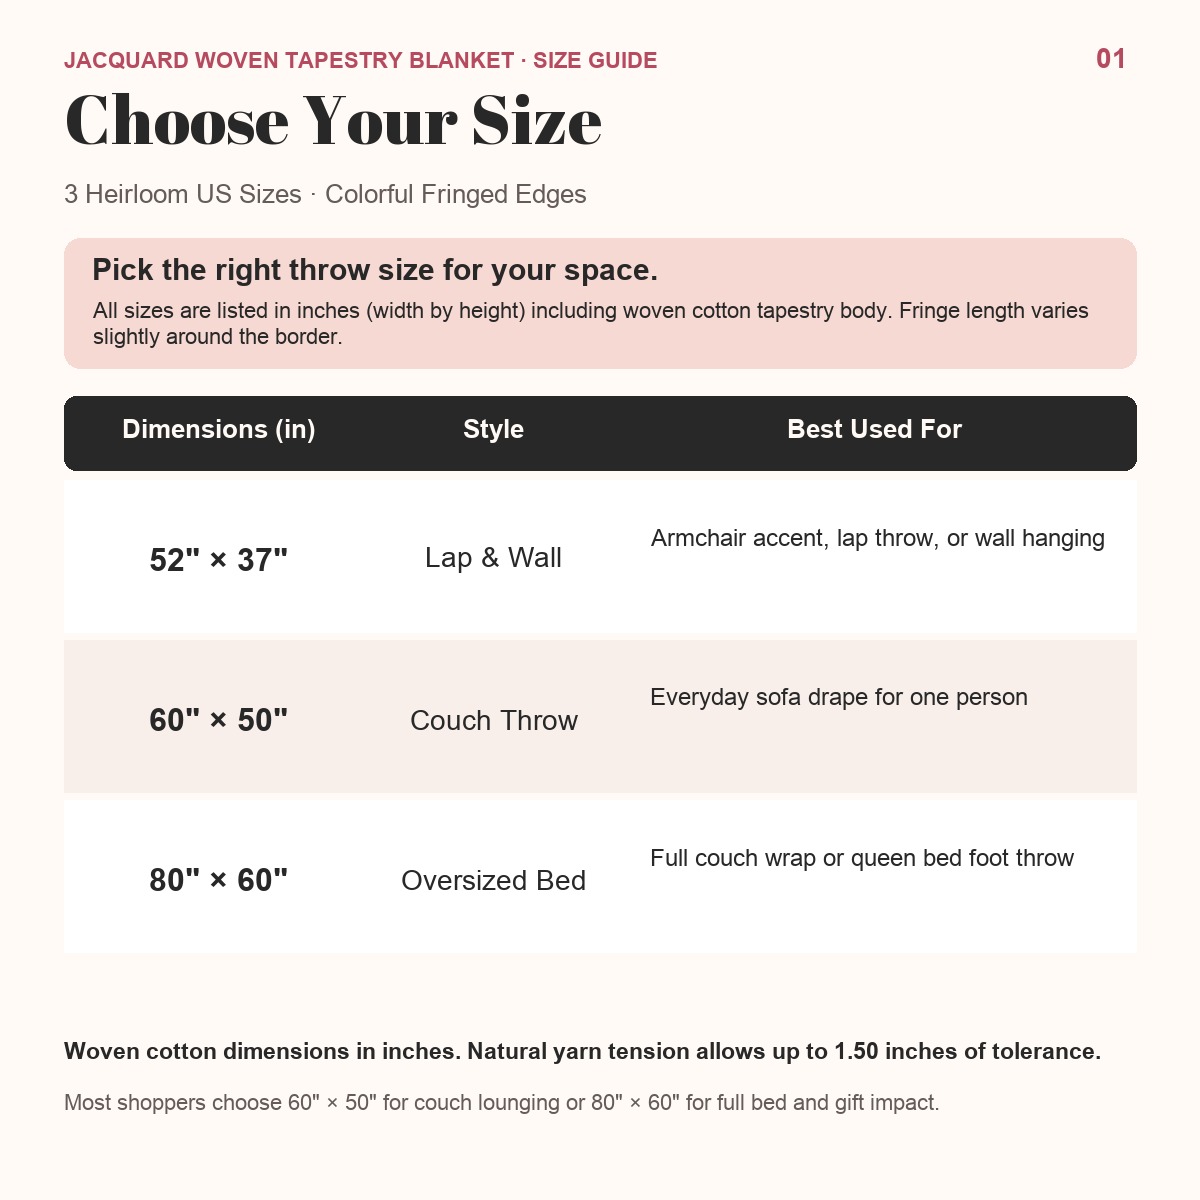 JACQUARD WOVEN TAPESTRY BLANKET · SIZE GUIDE
01
Choose Your Size
3 Heirloom US Sizes · Colorful Fringed Edges
Pick the right throw size for your space.
All sizes are listed in inches (width by height) including woven cotton tapestry body. Fringe length varies
slightly around the border.
Dimensions (in) Style Best Used For
52" × 37" Lap & Wall Armchair accent, lap throw, or wall hanging
60" × 50" Couch Throw Everyday sofa drape for one person
80" × 60" Oversized Bed Full couch wrap or queen bed foot throw
Woven cotton dimensions in inches. Natural yarn tension allows up to 1.50 inches of tolerance.
Most shoppers choose 60" × 50" for couch lounging or 80" × 60" for full bed and gift impact.